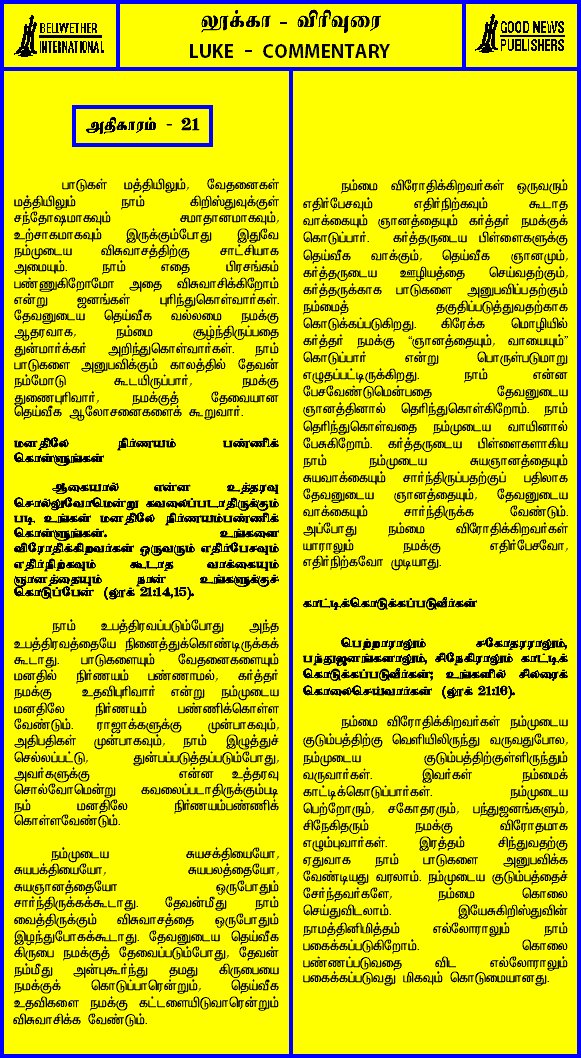 BELWETHER
INTERNATIONAL
லூக்கா - விரிவுரை
LUKE - COMMENTARY
GOOD NEWS
PUBLISHERS
அதிகாரம் - 21
பாடுகள் மத்தியிலும், வேதனைகள்
மத்தியிலும் நாம் கிறிஸ்துவுக்குள்
சந்தோஷமாகவும் சமாதானமாகவும்,
உற்சாகமாகவும் இருக்கும்போது இதுவே
நம்முடைய விசுவாசத்திற்கு சாட்சியாக
அமையும். நாம் எதை பிரசங்கம்
பண்ணுகிறோமோ அதை விசுவாசிக்கிறோம்
என்று ஜனங்கள் புரிந்துகொள்வார்கள்.
தேவனுடைய தெய்வீக வல்லமை நமக்கு
ஆதரவாக, நம்மை சூழ்ந்திருப்பதை
துன்மார்க்கர் அறிந்துகொள்வார்கள். நாம்
பாடுகளை அனுபவிக்கும் காலத்தில் தேவன்
நம்மோடு கூடயிருப்பார், நமக்கு
துணைபுரிவார், நமக்குத் தேவையான
தெய்வீக ஆலோசனைகளைக் கூறுவார்.
மனதிலே நிர்ணயம் பண்ணிக்
கொள்ளுங்கள்
ஆகையால் என்ன உத்தரவு
சொல்லுவோமென்று கவலைப்படாதிருக்கும்
படி, உங்கள் மனதிலே நிர்ணயம்பண்ணிக்
கொள்ளுங்கள். உங்களை
விரோதிக்கிறவர்கள் ஒருவரும் எதிர்பேசவும்
எதிர்நிற்கவும் கூடாத வாக்கையும்
ஞானத்தையும் நான் உங்களுக்குக்
கொடுப்பேன் (லூக் 21:14,15).
நாம் உபத்திரவப்படும்போது அந்த
உபத்திரவத்தையே நினைத்துக்கொண்டிருக்கக்
கூடாது. பாடுகளையும் வேதனைகளையும்
மனதில் நிர்ணயம் பண்ணாமல், கர்த்தர்
நமக்கு உதவிபுரிவார் என்று நம்முடைய
மனதிலே நிர்ணயம் பண்ணிக்கொள்ள
வேண்டும். ராஜாக்களுக்கு முன்பாகவும்,
அதிபதிகள் முன்பாகவும், நாம் இழுத்துச்
செல்லப்பட்டு, துன்பப்படுத்தப்படும்போது,
அவர்களுக்கு என்ன உத்தரவு
சொல்வோமென்று கவலைப்படாதிருக்கும்படி
நம் மனதிலே நிர்ணயம்பண்ணிக்
கொள்ளவேண்டும்.
நம்முடைய சுயசக்தியையோ,
சுயபக்தியையோ, சுயபலத்தையோ,
சுயஞானத்தையோ ஒருபோதும்
சார்ந்திருக்கக்கூடாது. தேவன்மீது நாம்
வைத்திருக்கும் விசுவாசத்தை ஒருபோதும்
இழந்துபோகக்கூடாது. தேவனுடைய தெய்வீக
கிருபை நமக்குத் தேவைப்படும்போது, தேவன்
நம்மீது அன்புகூர்ந்து தமது கிருபையை
நமக்குக் கொடுப்பாரென்றும், தெய்வீக
உதவிகளை நமக்கு கட்டளையிடுவாரென்றும்
விசுவாசிக்க வேண்டும்.
நம்மை விரோதிக்கிறவர்கள் ஒருவரும்
எதிர்பேசவும் எதிர்நிற்கவும் கூடாத
வாக்கையும் ஞானத்தையும் கர்த்தர் நமக்குக்
கொடுப்பார். கர்த்தருடைய பிள்ளைகளுக்கு
தெய்வீக வாக்கும், தெய்வீக ஞானமும்,
கர்த்தருடைய ஊழியத்தை செய்வதற்கும்,
கர்த்தருக்காக பாடுகளை அனுபவிப்பதற்கும்
நம்மைத் தகுதிப்படுத்துவதற்காக
கொடுக்கப்படுகிறது. கிரேக்க மொழியில்
கர்த்தர் நமக்கு “ஞானத்தையும், வாயையும்”
கொடுப்பார் என்று பொருள்படுமாறு
எழுதப்பட்டிருக்கிறது. நாம் என்ன
பேசவேண்டுமென்பதை தேவனுடைய
ஞானத்தினால் தெரிந்துகொள்கிறோம். நாம்
தெரிந்துகொள்வதை நம்முடைய வாயினால்
பேசுகிறோம். கர்த்தருடைய பிள்ளைகளாகிய
நாம் நம்முடைய சுயஞானத்தையும்
சுயவாக்கையும் சார்ந்திருப்பதற்குப் பதிலாக
தேவனுடைய ஞானத்தையும், தேவனுடைய
வாக்கையும் சார்ந்திருக்க வேண்டும்.
அப்போது நம்மை விரோதிக்கிறவர்கள்
யாராலும் நமக்கு எதிர்பேசவோ,
எதிர்நிற்கவோ முடியாது.
காட்டிக்கொடுக்கப்படுவீர்கள்
பெற்றாராலும் சகோதரராலும்,
பந்துஜனங்களாலும், சிநேகிதராலும் காட்டிக்
கொடுக்கப்படுவீர்கள்; உங்களில் சிலரைக்
கொலைசெய்வார்கள் (லூக் 21:16).
நம்மை விரோதிக்கிறவர்கள் நம்முடைய
குடும்பத்திற்கு வெளியிலிருந்து வருவதுபோல,
நம்முடைய குடும்பத்திற்குள்ளிருந்தும்
வருவார்கள். இவர்கள் நம்மைக்
காட்டிக்கொடுப்பார்கள். நம்முடைய
பெற்றோரும், சகோதரரும், பந்துஜனங்களும்,
சிநேகிதரும் நமக்கு விரோதமாக
எழும்புவார்கள். இரத்தம் சிந்துவதற்கு
ஏதுவாக நாம் பாடுகளை அனுபவிக்க
வேண்டியது வரலாம். நம்முடைய குடும்பத்தைச்
சேர்ந்தவர்களே, நம்மை கொலை
செய்துவிடலாம். இயேசுகிறிஸ்துவின்
நாமத்தினிமித்தம் எல்லோராலும் நாம்
பகைக்கப்படுகிறோம். கொலை
பண்ணப்படுவதை விட எல்லோராலும்
பகைக்கப்படுவது மிகவும் கொடுமையானது.